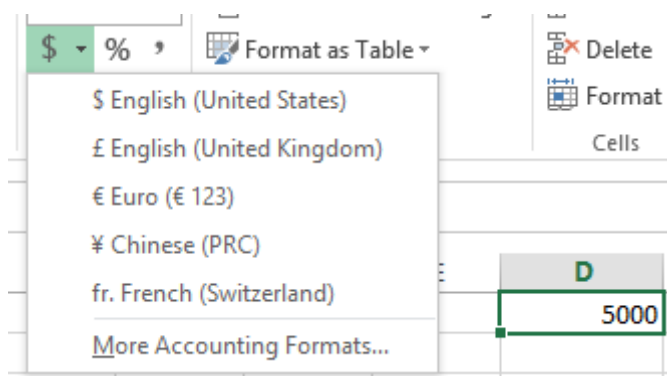 $ % , Format as Table
Delete
Format
Cells
$ English (United States)
£ English (United Kingdom)
€ Euro (€ 123)
¥ Chinese (PRC)
fr. French (Switzerland)
More Accounting Formats...
D
5000